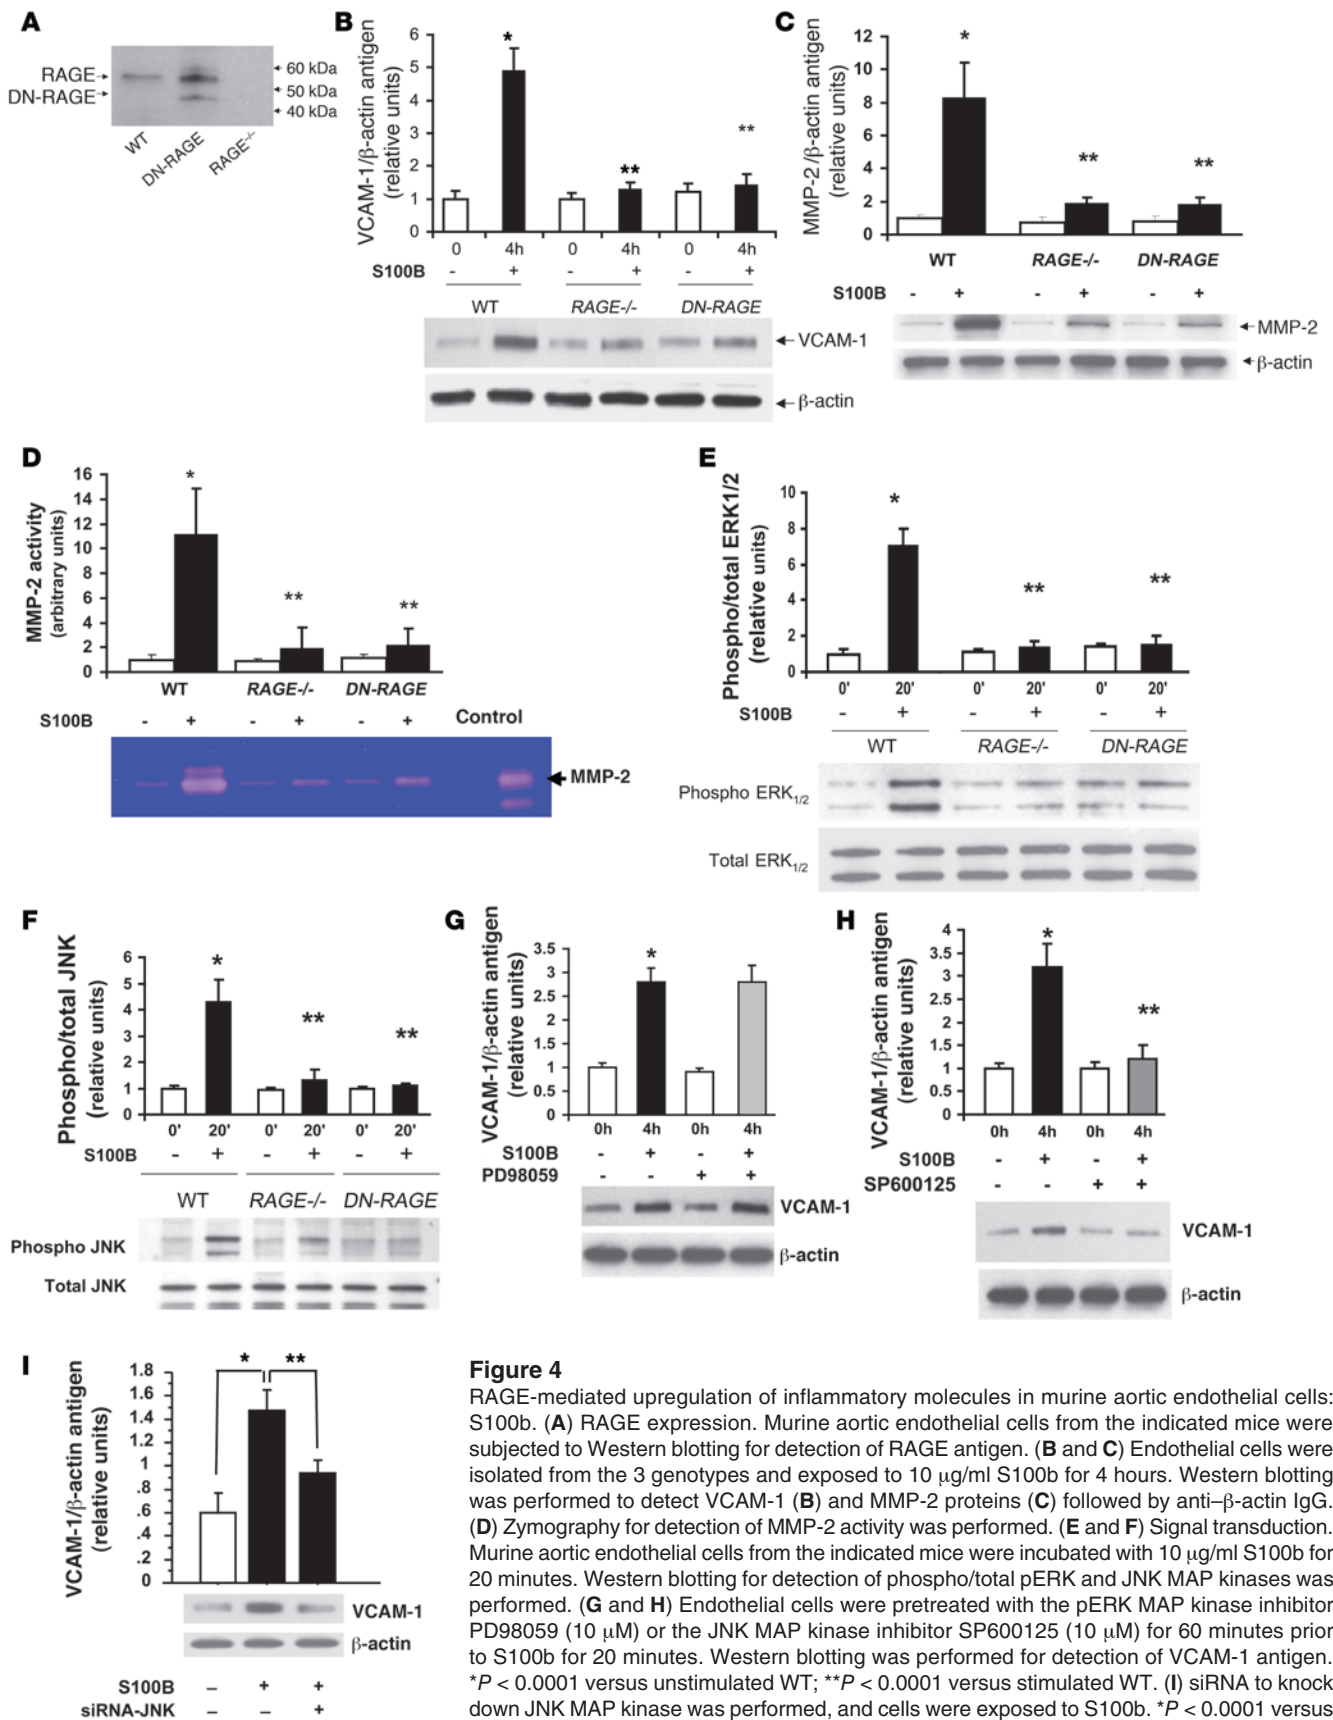 A
RAGE
DN-RAGE
60 kDa
50 kDa
40 kDa
WT
DN-RAGE
RAGE-/-
B
VCAM-1/β-actin antigen
(relative units)
6
5
4
3
2
1
0
*
**
**
0 4h 0 4h 0 4h
S100B - + - + - +
WT RAGE-/- DN-RAGE
VCAM-1
β-actin
C
MMP-2/β-actin antigen
(relative units)
12
10
8
6
4
2
0
*
**
**
WT RAGE-/- DN-RAGE
S100B - + - + - +
MMP-2
β-actin
D
MMP-2 activity
(arbitrary units)
16
14
12
10
8
6
4
2
0
*
**
**
WT RAGE-/- DN-RAGE
S100B - + - + - + Control
MMP-2
E
Phospho/total ERK1/2
(relative units)
10
8
6
4
2
0
*
**
**
0' 20' 0' 20' 0' 20'
S100B - + - + - +
WT RAGE-/- DN-RAGE
Phospho ERK1/2
Total ERK1/2
F
Phospho/total JNK
(relative units)
6
5
4
3
2
1
0
*
**
**
0' 20' 0' 20' 0' 20'
S100B - + - + - +
WT RAGE-/- DN-RAGE
Phospho JNK
Total JNK
G
VCAM-1/β-actin antigen
(relative units)
3.5
3
2.5
2
1.5
1
0.5
0
*
0h 4h 0h 4h
S100B - + - +
PD98059 - - + +
VCAM-1
β-actin
H
VCAM-1/β-actin antigen
(relative units)
4
3.5
3
2.5
2
1.5
1
0.5
0
*
**
0h 4h 0h 4h
S100B - + - +
SP600125 - - + +
VCAM-1
β-actin
I
VCAM-1/β-actin antigen
(relative units)
1.8
1.6
1.4
1.2
1
.8
.6
.4
.2
0
* **
VCAM-1
β-actin
S100B – + +
siRNA-JNK – – +
Figure 4
RAGE-mediated upregulation of inflammatory molecules in murine aortic endothelial cells:
S100b. (A) RAGE expression. Murine aortic endothelial cells from the indicated mice were
subjected to Western blotting for detection of RAGE antigen. (B and C) Endothelial cells were
isolated from the 3 genotypes and exposed to 10 μg/ml S100b for 4 hours. Western blotting
was performed to detect VCAM-1 (B) and MMP-2 proteins (C) followed by anti–β-actin IgG.
(D) Zymography for detection of MMP-2 activity was performed. (E and F) Signal transduction.
Murine aortic endothelial cells from the indicated mice were incubated with 10 μg/ml S100b for
20 minutes. Western blotting for detection of phospho/total pERK and JNK MAP kinases was
performed. (G and H) Endothelial cells were pretreated with the pERK MAP kinase inhibitor
PD98059 (10 μM) or the JNK MAP kinase inhibitor SP600125 (10 μM) for 60 minutes prior
to S100b for 20 minutes. Western blotting was performed for detection of VCAM-1 antigen.
*P < 0.0001 versus unstimulated WT; **P < 0.0001 versus stimulated WT. (I) siRNA to knock
down JNK MAP kinase was performed, and cells were exposed to S100b. *P < 0.0001 versus